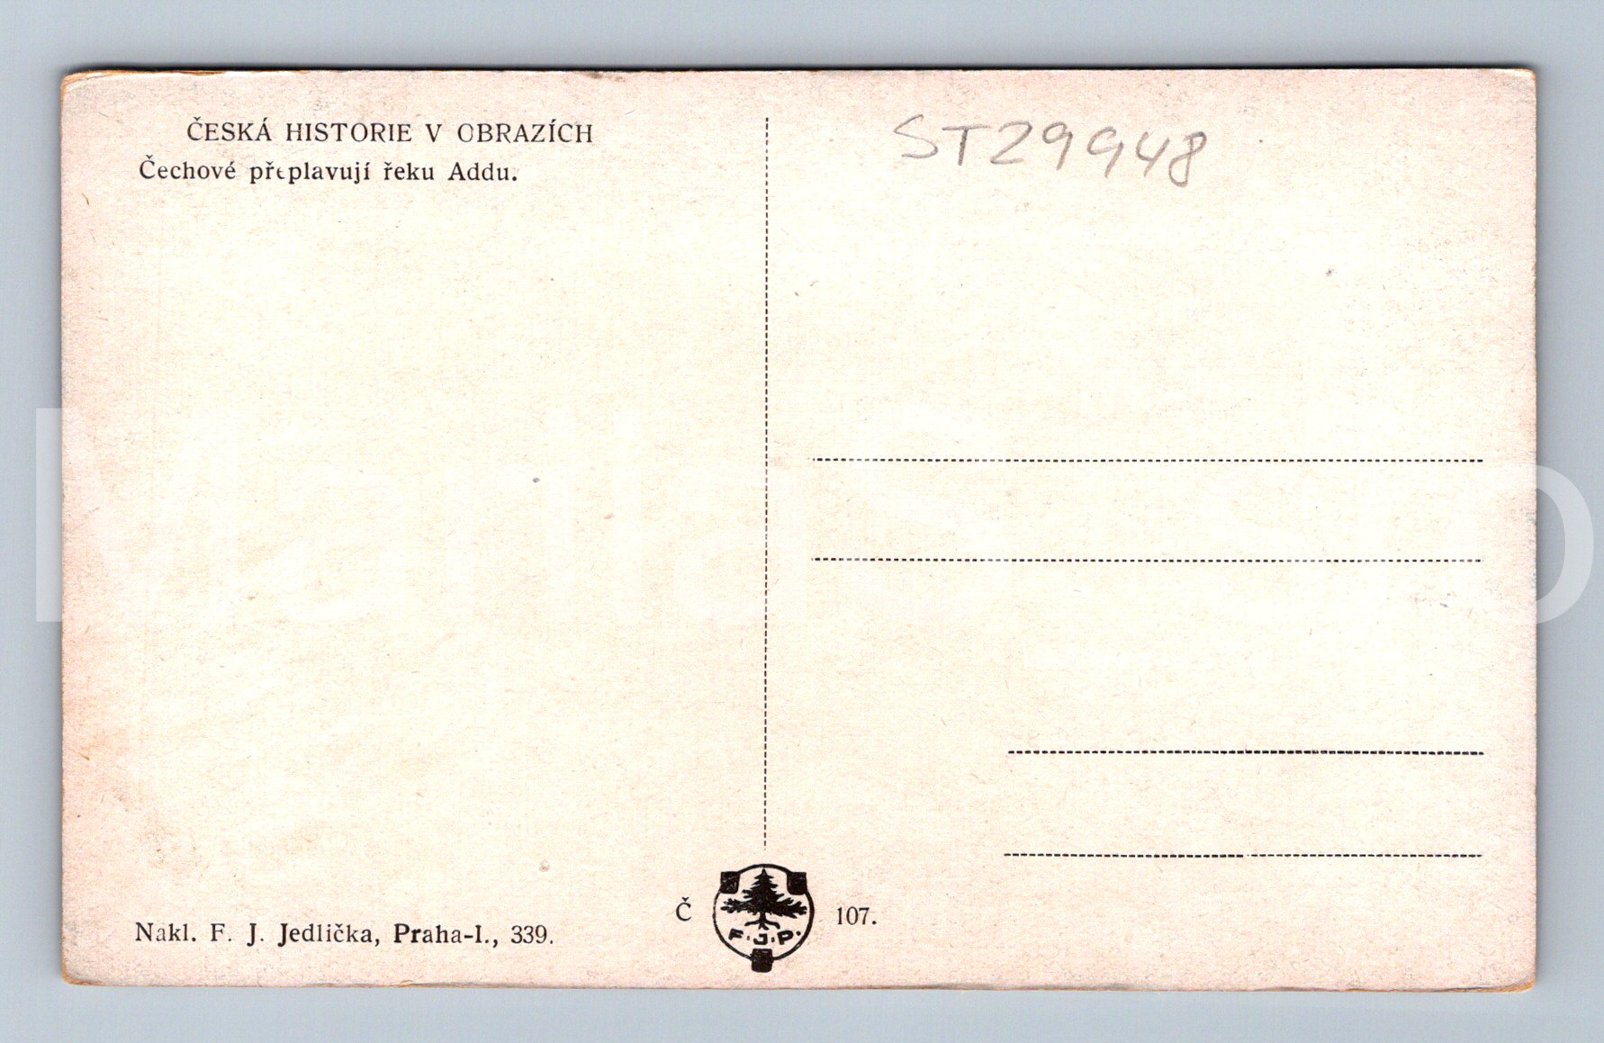 ČESKÁ HISTORIE V OBRAZÍCH
Čechové přeplavují řeku Addu.
ST29948
Nakl. F. J. Jedlička, Praha-I., 339.
Č 107.
F.J.P.